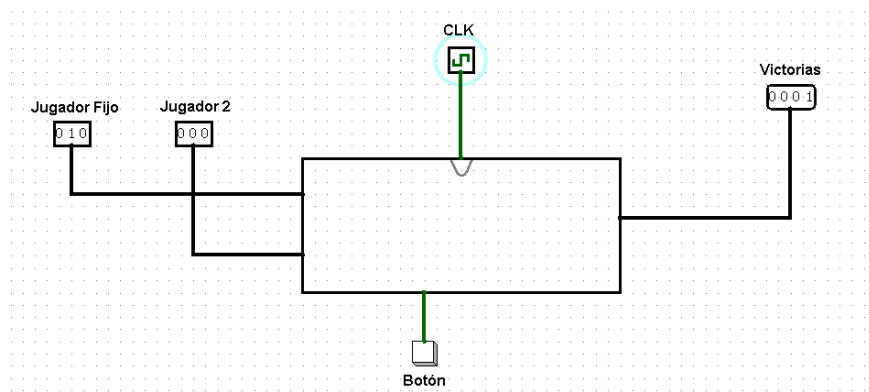 CLK
Victorias
0 0 0 1
Jugador Fijo
Jugador 2
0 1 0
0 0 0
Botón